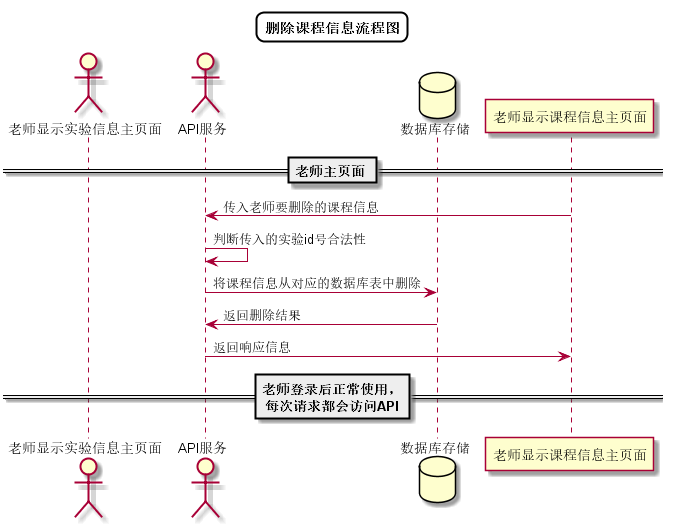 删除课程信息流程图
老师显示实验信息主页面
API服务
数据库存储
老师显示课程信息主页面
老师主页面
传入老师要删除的课程信息
判断传入的实验id号合法性
将课程信息从对应的数据库表中删除
返回删除结果
返回响应信息
老师登录后正常使用，
每次请求都会访问API
老师显示实验信息主页面
API服务
数据库存储
老师显示课程信息主页面